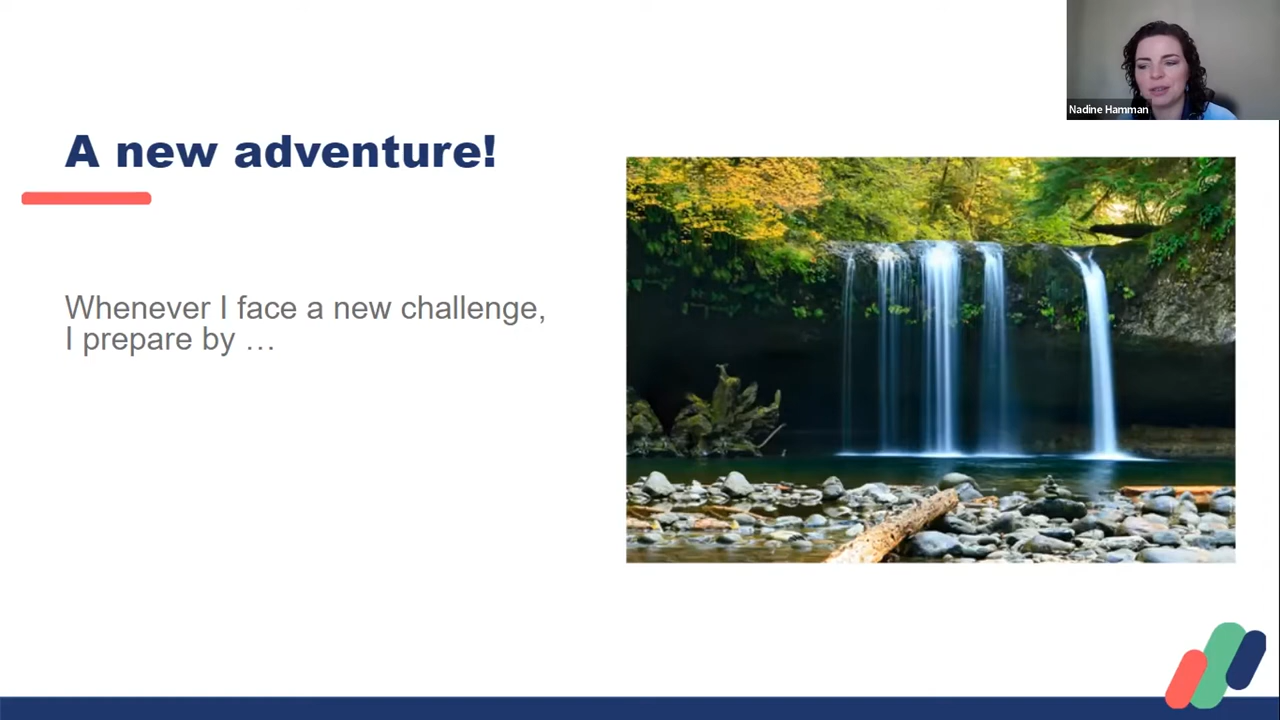 Nadine Hamman
A new adventure!
Whenever I face a new challenge,
I prepare by …